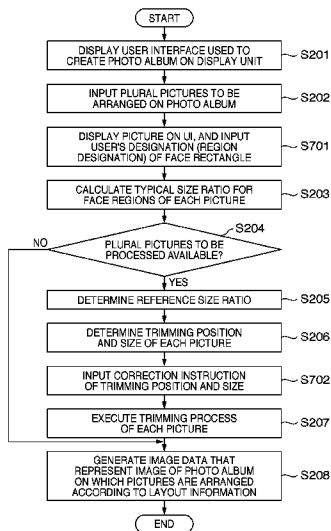 START
DISPLAY USER INTERFACE USED TO
CREATE PHOTO ALBUM ON DISPLAY UNIT
S201
INPUT PLURAL PICTURES TO BE
ARRANGED ON PHOTO ALBUM
S202
DISPLAY PICTURE ON UI, AND INPUT
USER'S DESIGNATION (REGION
DESIGNATION) OF FACE RECTANGLE
S701
CALCULATE TYPICAL SIZE RATIO FOR
FACE REGIONS OF EACH PICTURE
S203
S204
NO
PLURAL PICTURES TO BE
PROCESSED AVAILABLE?
YES
DETERMINE REFERENCE SIZE RATIO
S205
DETERMINE TRIMMING POSITION
AND SIZE OF EACH PICTURE
S206
INPUT CORRECTION INSTRUCTION
OF TRIMMING POSITION AND SIZE
S702
EXECUTE TRIMMING PROCESS
OF EACH PICTURE
S207
GENERATE IMAGE DATA THAT
REPRESENT IMAGE OF PHOTO ALBUM
ON WHICH PICTURES ARE ARRANGED
ACCORDING TO LAYOUT INFORMATION
S208
END